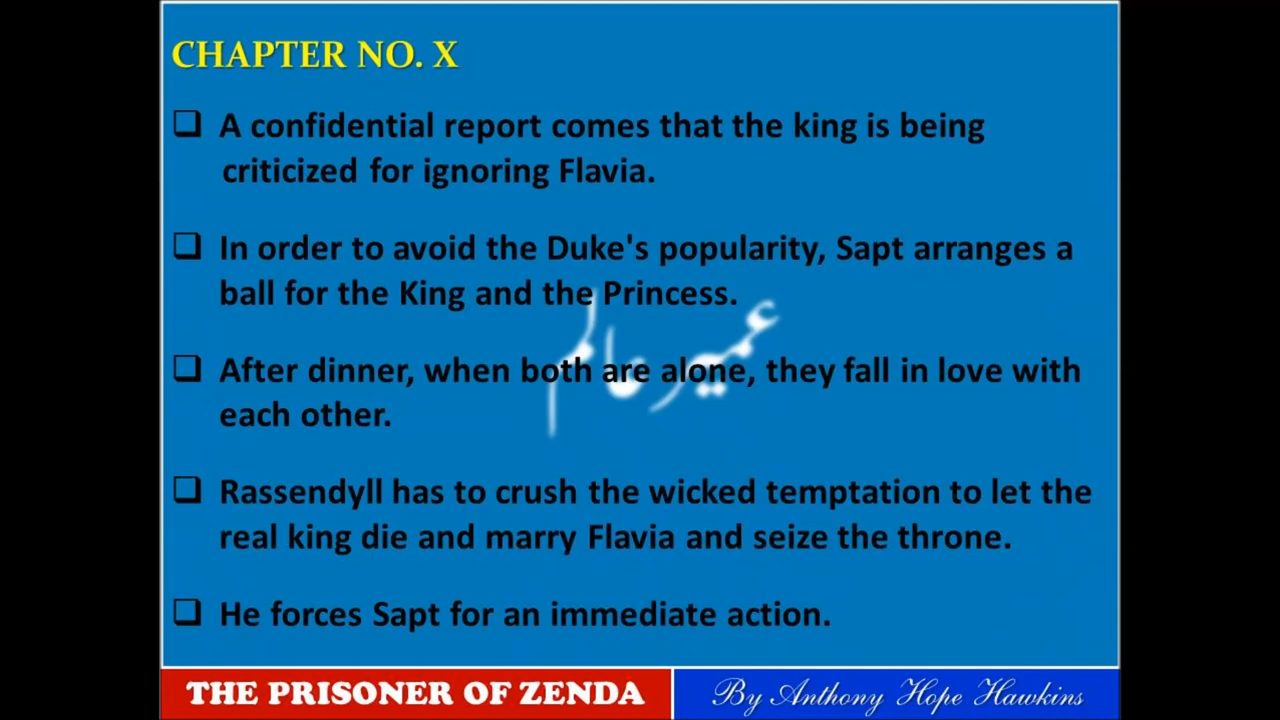 CHAPTER NO. X
❑ A confidential report comes that the king is being
criticized for ignoring Flavia.
❑ In order to avoid the Duke's popularity, Sapt arranges a
ball for the King and the Princess.
عمیر عالم
❑ After dinner, when both are alone, they fall in love with
each other.
❑ Rassendyll has to crush the wicked temptation to let the
real king die and marry Flavia and seize the throne.
❑ He forces Sapt for an immediate action.
THE PRISONER OF ZENDA
By Anthony Hope Hawkins